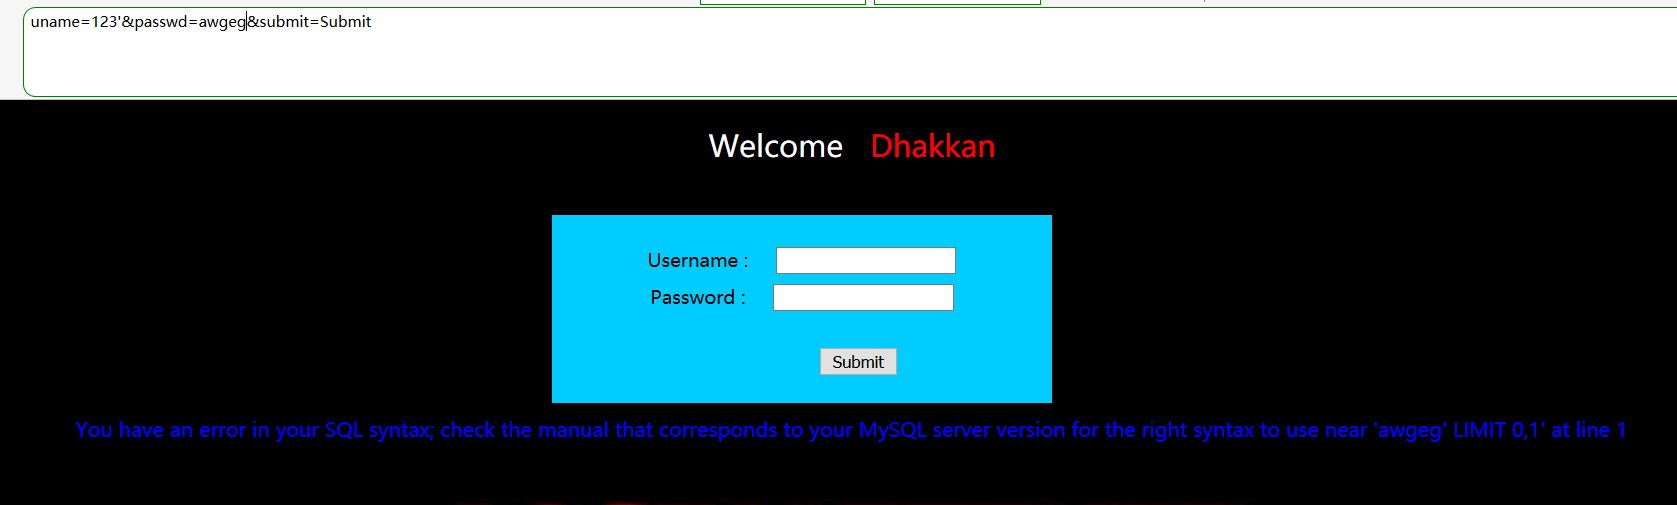 uname=123'&passwd=awgeg&submit=Submit
Welcome Dhakkan
Username :
Password :
Submit
You have an error in your SQL syntax; check the manual that corresponds to your MySQL server version for the right syntax to use near 'awgeg' LIMIT 0,1' at line 1